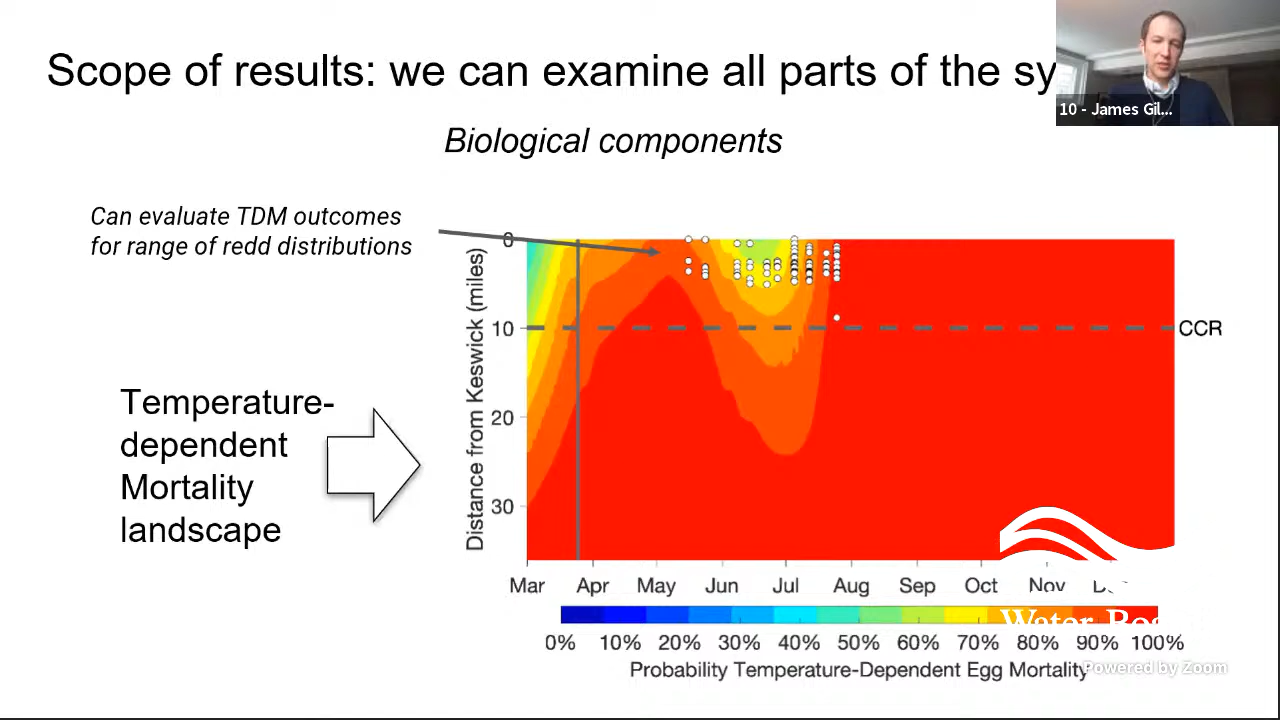 Scope of results: we can examine all parts of the sy
10 - James Gil...
Biological components
Can evaluate TDM outcomes
for range of redd distributions
Temperature-
dependent
Mortality
landscape
Distance from Keswick (miles)
0
10
20
30
CCR
Mar Apr May Jun Jul Aug Sep Oct Nov
Water
0% 10% 20% 30% 40% 50% 60% 70% 80% 90% 100%
Probability Temperature-Dependent Egg Mortality
Powered by Zoom